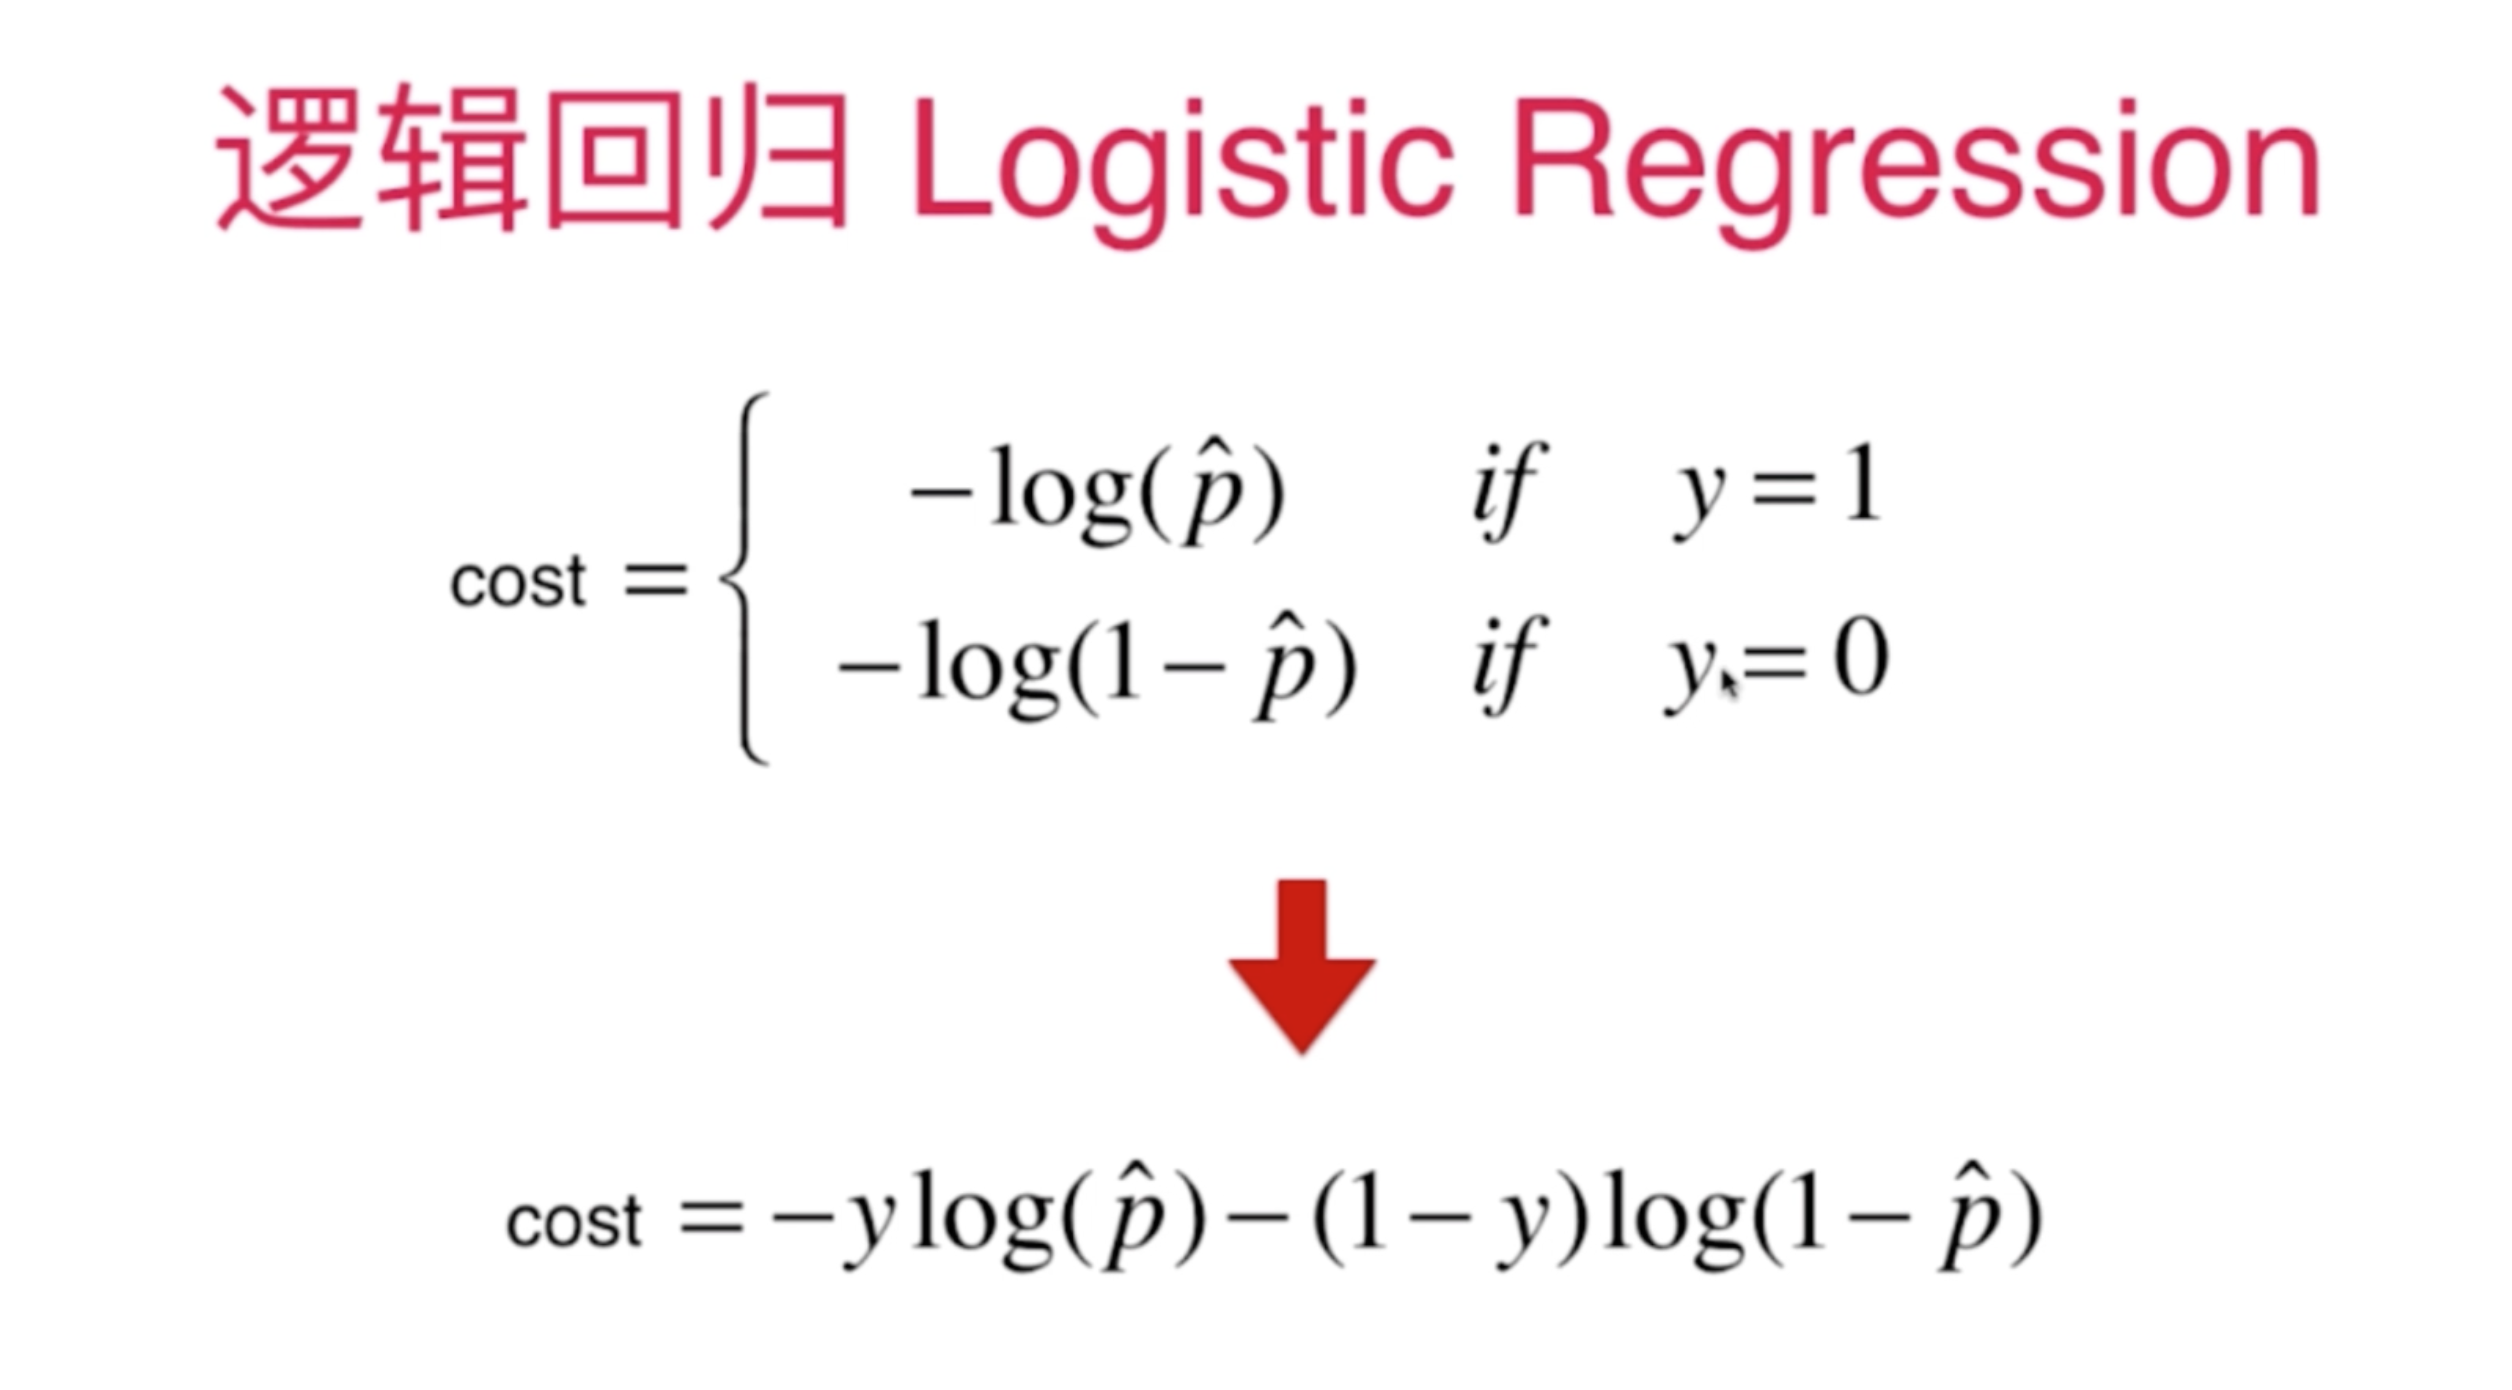 逻辑回归 Logistic Regression
cost = {
−log(p̂) if y = 1
−log(1 − p̂) if y = 0
cost = −y log(p̂) − (1 − y) log(1 − p̂)